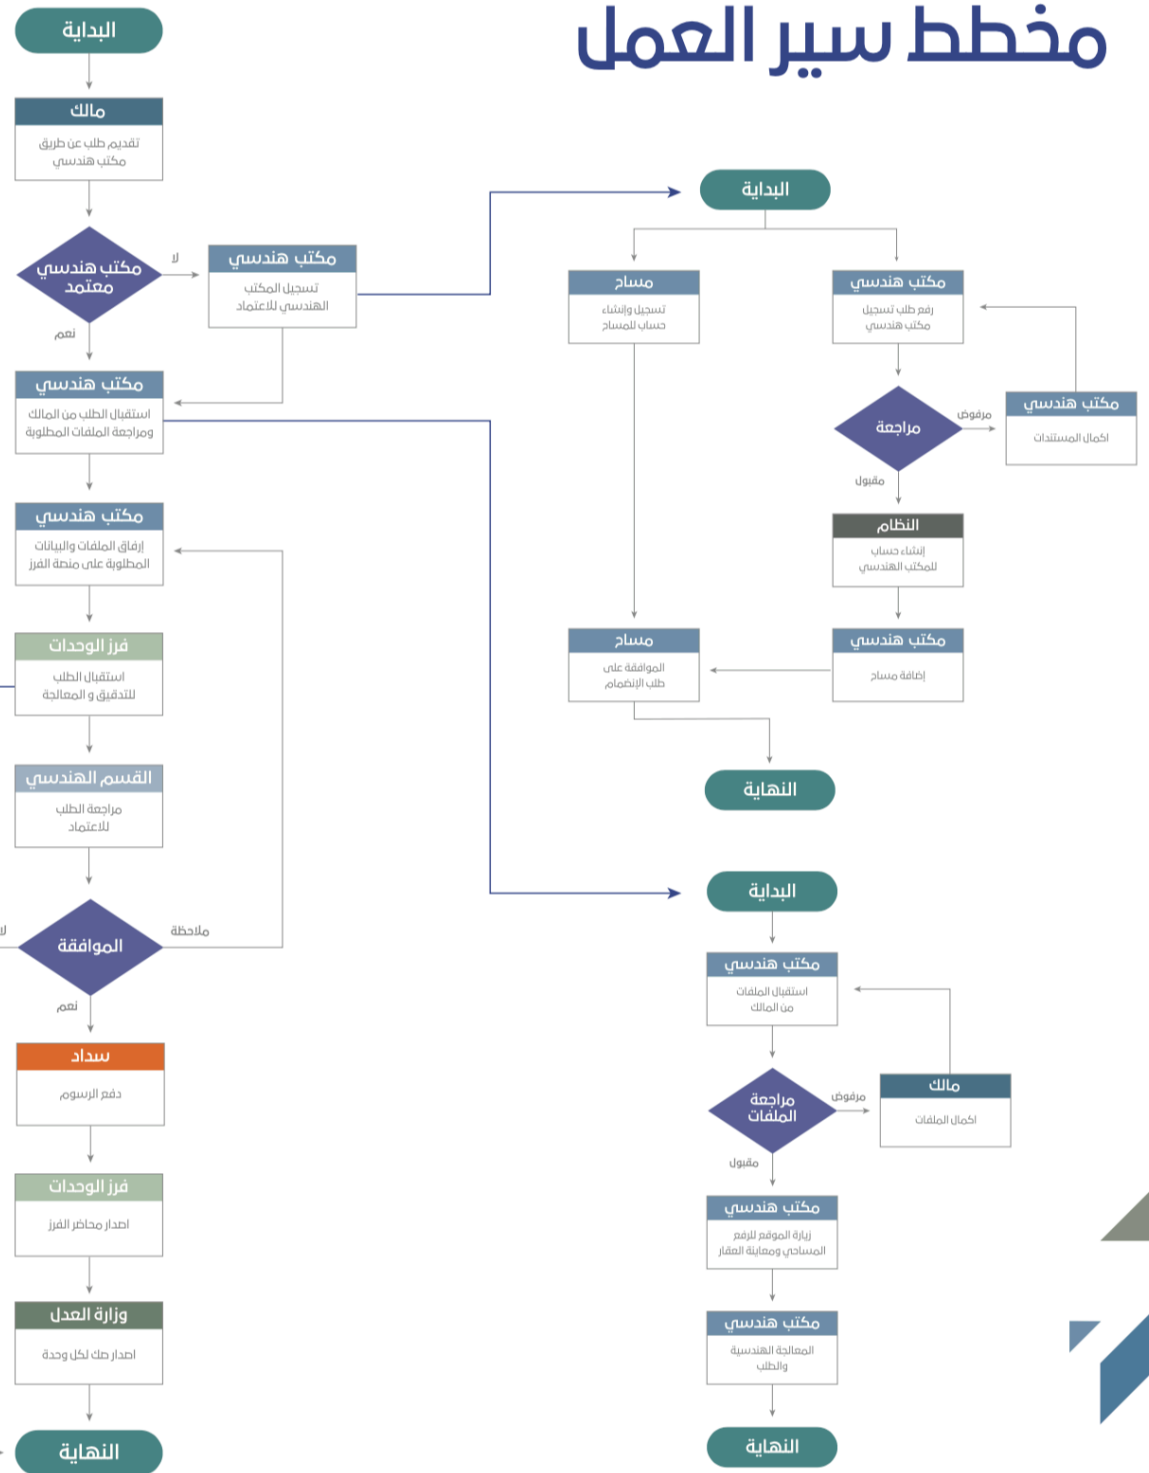 مخطط سير العمل
البداية
مالك
تقديم طلب عن طريق
مكتب هندسي
مكتب هندسي
معتمد
لا
نعم
مكتب هندسي
تسجيل المكتب
الهندسي للاعتماد
مكتب هندسي
استقبال الطلب من المالك
ومراجعة الملفات المطلوبة
مكتب هندسي
إرفاق الملفات والبيانات
المطلوبة على منصة الفرز
فرز الوحدات
استقبال الطلب
للتدقيق و المعالجة
القسم الهندسي
مراجعة الطلب
للاعتماد
الموافقة
لا
ملاحظة
نعم
سداد
دفع الرسوم
فرز الوحدات
اصدار محاضر الفرز
وزارة العدل
اصدار صك لكل وحدة
النهاية
البداية
مكتب هندسي
رفع طلب تسجيل
مكتب هندسي
مساح
تسجيل وإنشاء
حساب للمساح
مراجعة
مرفوض
مكتب هندسي
اكمال المستندات
مقبول
النظام
إنشاء حساب
للمكتب الهندسي
مكتب هندسي
إضافة مساح
مساح
الموافقة على
طلب الإنضمام
النهاية
البداية
مكتب هندسي
استقبال الملفات
من المالك
مراجعة
الملفات
مرفوض
مالك
اكمال الملفات
مقبول
مكتب هندسي
زيارة الموقع للرفع
المساحي ومعاينة العقار
مكتب هندسي
المعالجة الهندسية
والطلب
النهاية